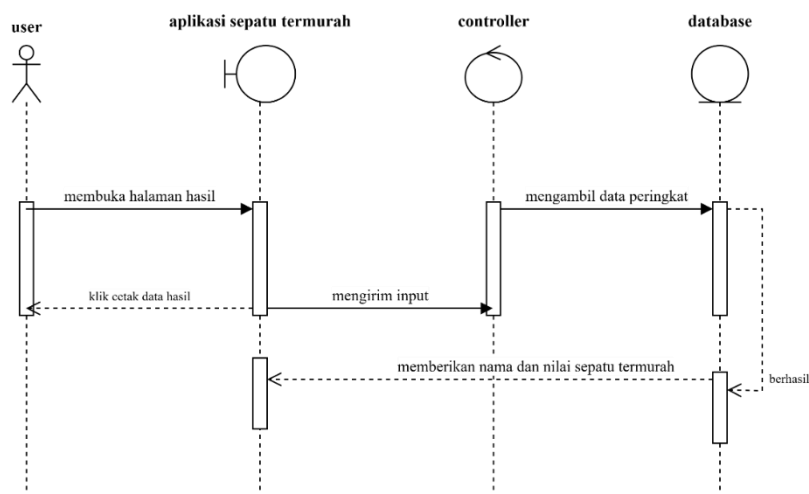 user
aplikasi sepatu termurah
controller
database
membuka halaman hasil
mengambil data peringkat
klik cetak data hasil
mengirim input
memberikan nama dan nilai sepatu termurah
berhasil